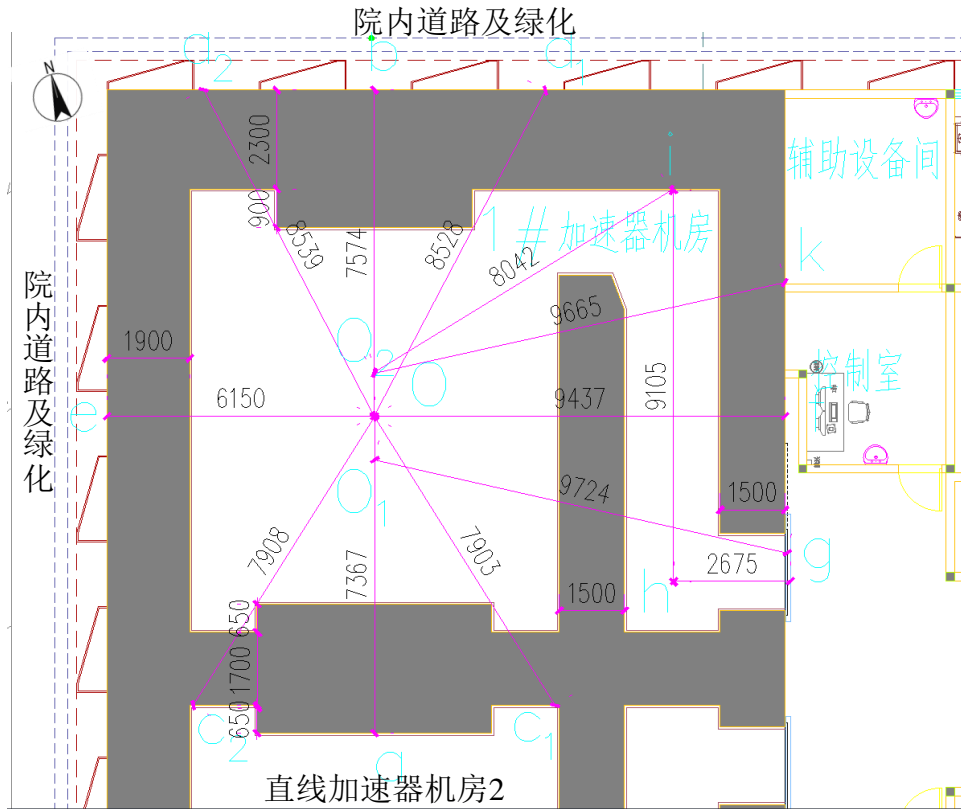 院内道路及绿化
d2
b
d1
N
2300
900
8539
7574
8528
i
辅助设备间
1#加速器机房
8042
k
9665
院内道路及绿化
1900
O2
O
控制室
6150
9437
9105
e
O1
9724
1500
g
7908
7367
7903
2675
1500
h
650
1700
650
c2
c1
a
直线加速器机房2